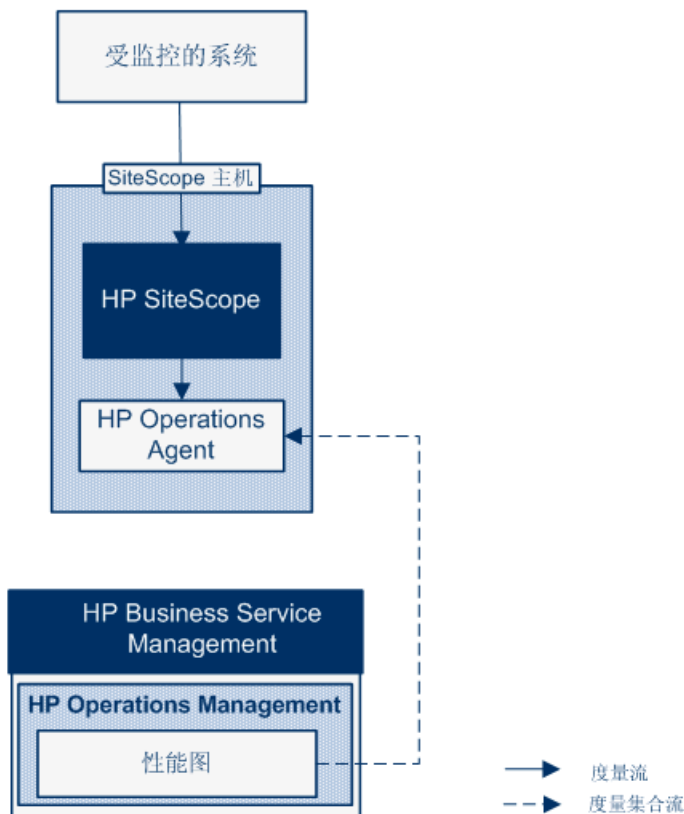 受监控的系统
SiteScope 主机
HP SiteScope
HP Operations
Agent
HP Business Service
Management
HP Operations Management
性能图
度量流
度量集合流